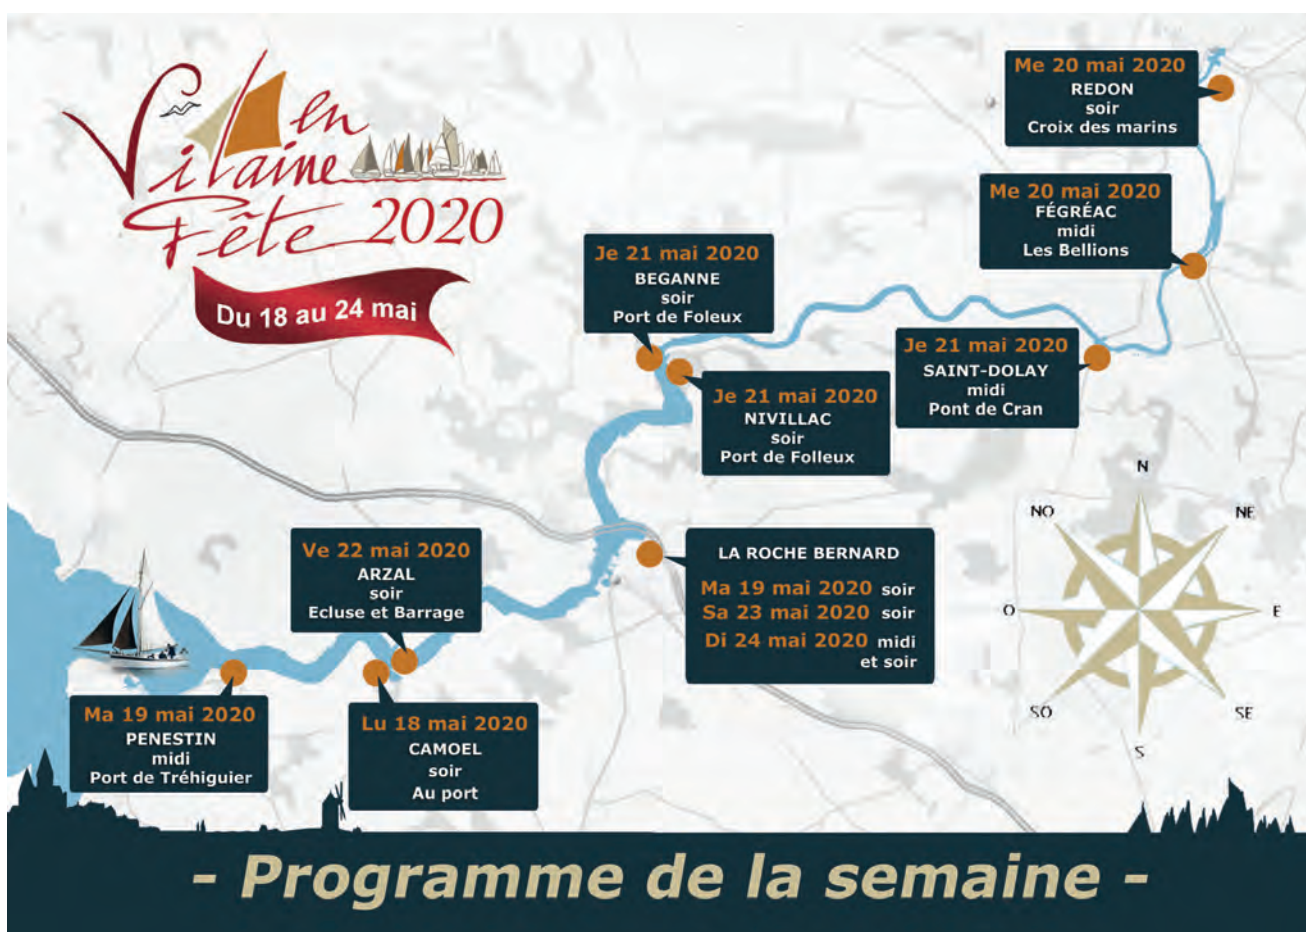 Vilaine en
Fête 2020
Du 18 au 24 mai
Me 20 mai 2020
REDON
soir
Croix des marins
Me 20 mai 2020
FÉGRÉAC
midi
Les Bellions
Je 21 mai 2020
BEGANNE
soir
Port de Foleux
Je 21 mai 2020
SAINT-DOLAY
midi
Pont de Cran
Je 21 mai 2020
NIVILLAC
soir
Port de Folleux
Ve 22 mai 2020
ARZAL
soir
Ecluse et Barrage
LA ROCHE BERNARD
Ma 19 mai 2020 soir
Sa 23 mai 2020 soir
Di 24 mai 2020 midi
et soir
Ma 19 mai 2020
PENESTIN
midi
Port de Tréhiguier
Lu 18 mai 2020
CAMOEL
soir
Au port
N
NO
NE
O
E
SO
SE
S
- Programme de la semaine -